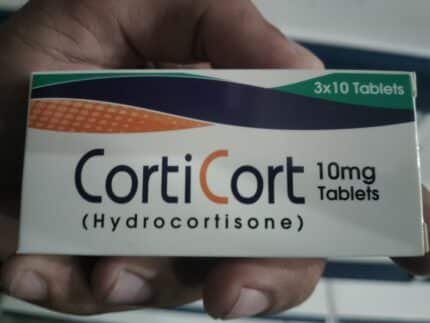 3x10 Tablets
CortiCort 10mg
Tablets
(Hydrocortisone)